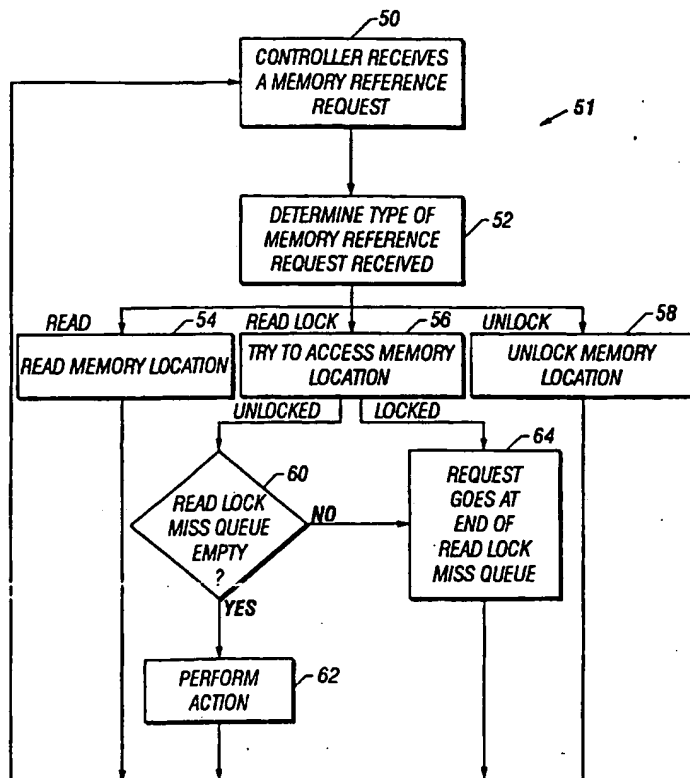 50
CONTROLLER RECEIVES
A MEMORY REFERENCE
REQUEST
51
DETERMINE TYPE OF
MEMORY REFERENCE
REQUEST RECEIVED
52
READ
54
READ LOCK
56
UNLOCK
58
READ MEMORY LOCATION
TRY TO ACCESS MEMORY
LOCATION
UNLOCK MEMORY
LOCATION
UNLOCKED
LOCKED
60
64
READ LOCK
MISS QUEUE
EMPTY
?
NO
REQUEST
GOES AT
END OF
READ LOCK
MISS QUEUE
YES
PERFORM
ACTION
62